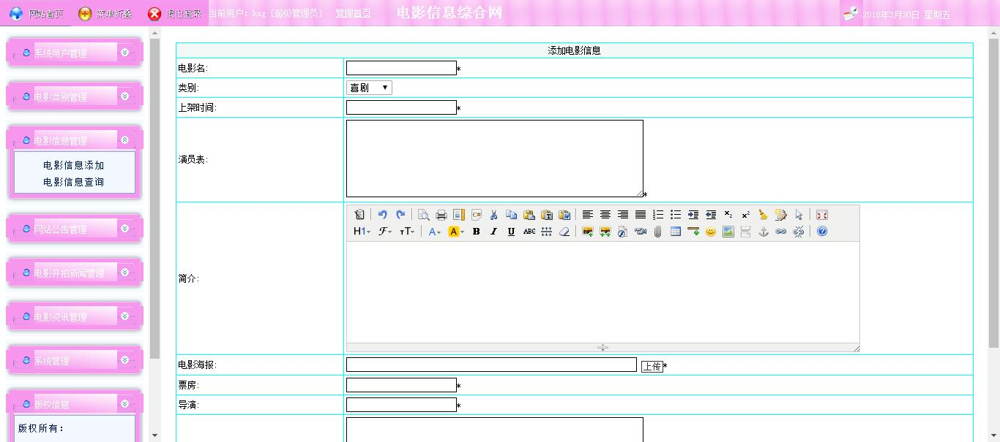 网站首页 菜单折叠 退出登录 当前用户：hsg [超级管理员] 管理首页 电影信息综合网 2018年3月30日 星期五
系统用户管理
电影类别管理
电影信息管理
电影信息添加
电影信息查询
网站公告管理
电影开拍新闻管理
电影资讯管理
系统管理
版权信息
版权所有：
添加电影信息
电影名:
*
类别:
喜剧
上架时间:
*
演员表:
*
简介:
H1 F тT A A B I U ABC
电影海报:
上传*
票房:
*
导演:
*